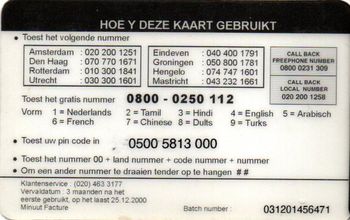 HOE Y DEZE KAART GEBRUIKT
• Toest het volgende nummer
Amsterdam : 020 200 1251
Den Haag : 070 770 1671
Rotterdam : 010 300 1841
Utrecht : 030 300 1601
Eindeven : 040 400 1791
Groningen : 050 800 1781
Hengelo : 074 747 1601
Mastricht : 043 232 1661
CALL BACK
FREEPHONE NUMBER
0800 0231 309
CALL BACK
LOCAL NUMBER
020 200 1258
Toest het gratis nummer 0800 - 0250 112
Vorm 1 = Nederlands 2 = Tamil 3 = Hindi 4 = English 5 = Arabisch
6 = French 7 = Chinese 8 = Dults 9 = Turks
• Toest uw pin code in 0500 5813 000
• Toest het nummer 00 + land nummer + code nummer + nummer
• Om een ander nummer te draaien tender op te hangen ##
Klantenservice : (020) 463 3177
Vervaldatum : 3 maanden na het
eerste gebruikt, op het laast 25.12.2000
Minuut Facture
Batch number : 031201456471